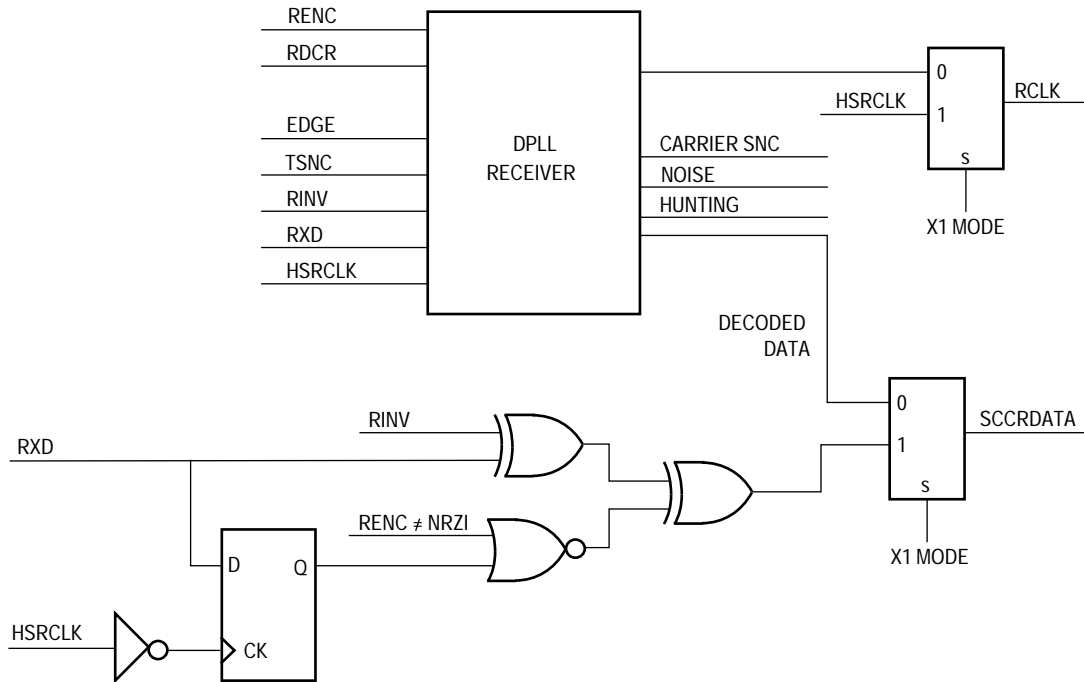 RENC
RDCR
EDGE
TSNC
RINV
RXD
HSRCLK
DPLL
RECEIVER
CARRIER SNC
NOISE
HUNTING
HSRCLK
0
1
S
RCLK
X1 MODE
DECODED
DATA
0
1
S
SCCRDATA
X1 MODE
RINV
RXD
RENC ≠ NRZI
D
Q
CK
HSRCLK